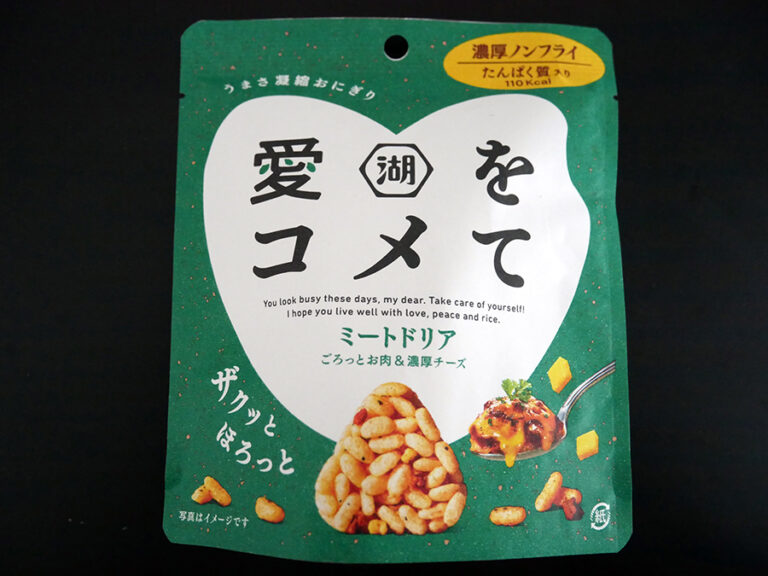 濃厚ノンフライ
たんぱく質入り
110Kcal
うまさ凝縮おにぎり
愛湖を
コメて
You look busy these days, my dear. Take care of yourself!
I hope you live well with love, peace and rice.
ミートドリア
ごろっとお肉&濃厚チーズ
ザクッと
ほろっと
写真はイメージです
紙